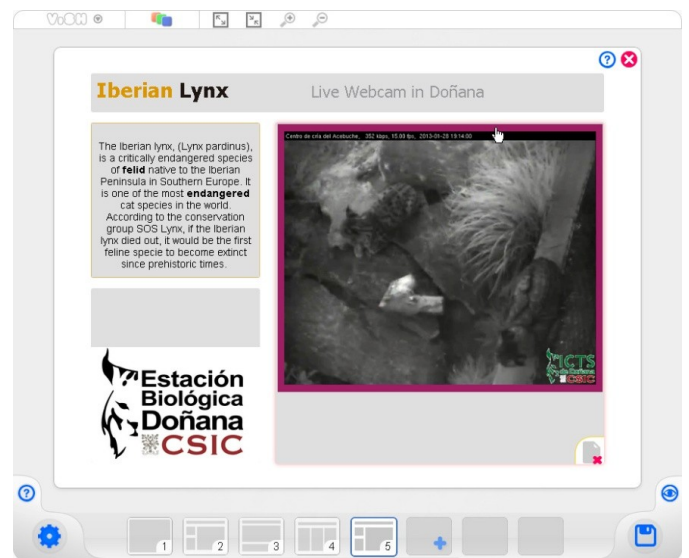 ViSH
Iberian Lynx
Live Webcam in Doñana
The Iberian lynx, (Lynx pardinus),
is a critically endangered species
of felid native to the Iberian
Peninsula in Southern Europe. It
is one of the most endangered
cat species in the world.
According to the conservation
group SOS Lynx, if the Iberian
lynx died out, it would be the first
feline specie to become extinct
since prehistoric times.
Centro de cría del Acebuche, 352 kbps, 15.00 fps, 2013-01-28 19:14:00
ICTS
CSIC
Estación
Biológica
Doñana
CSIC
1
2
3
4
5